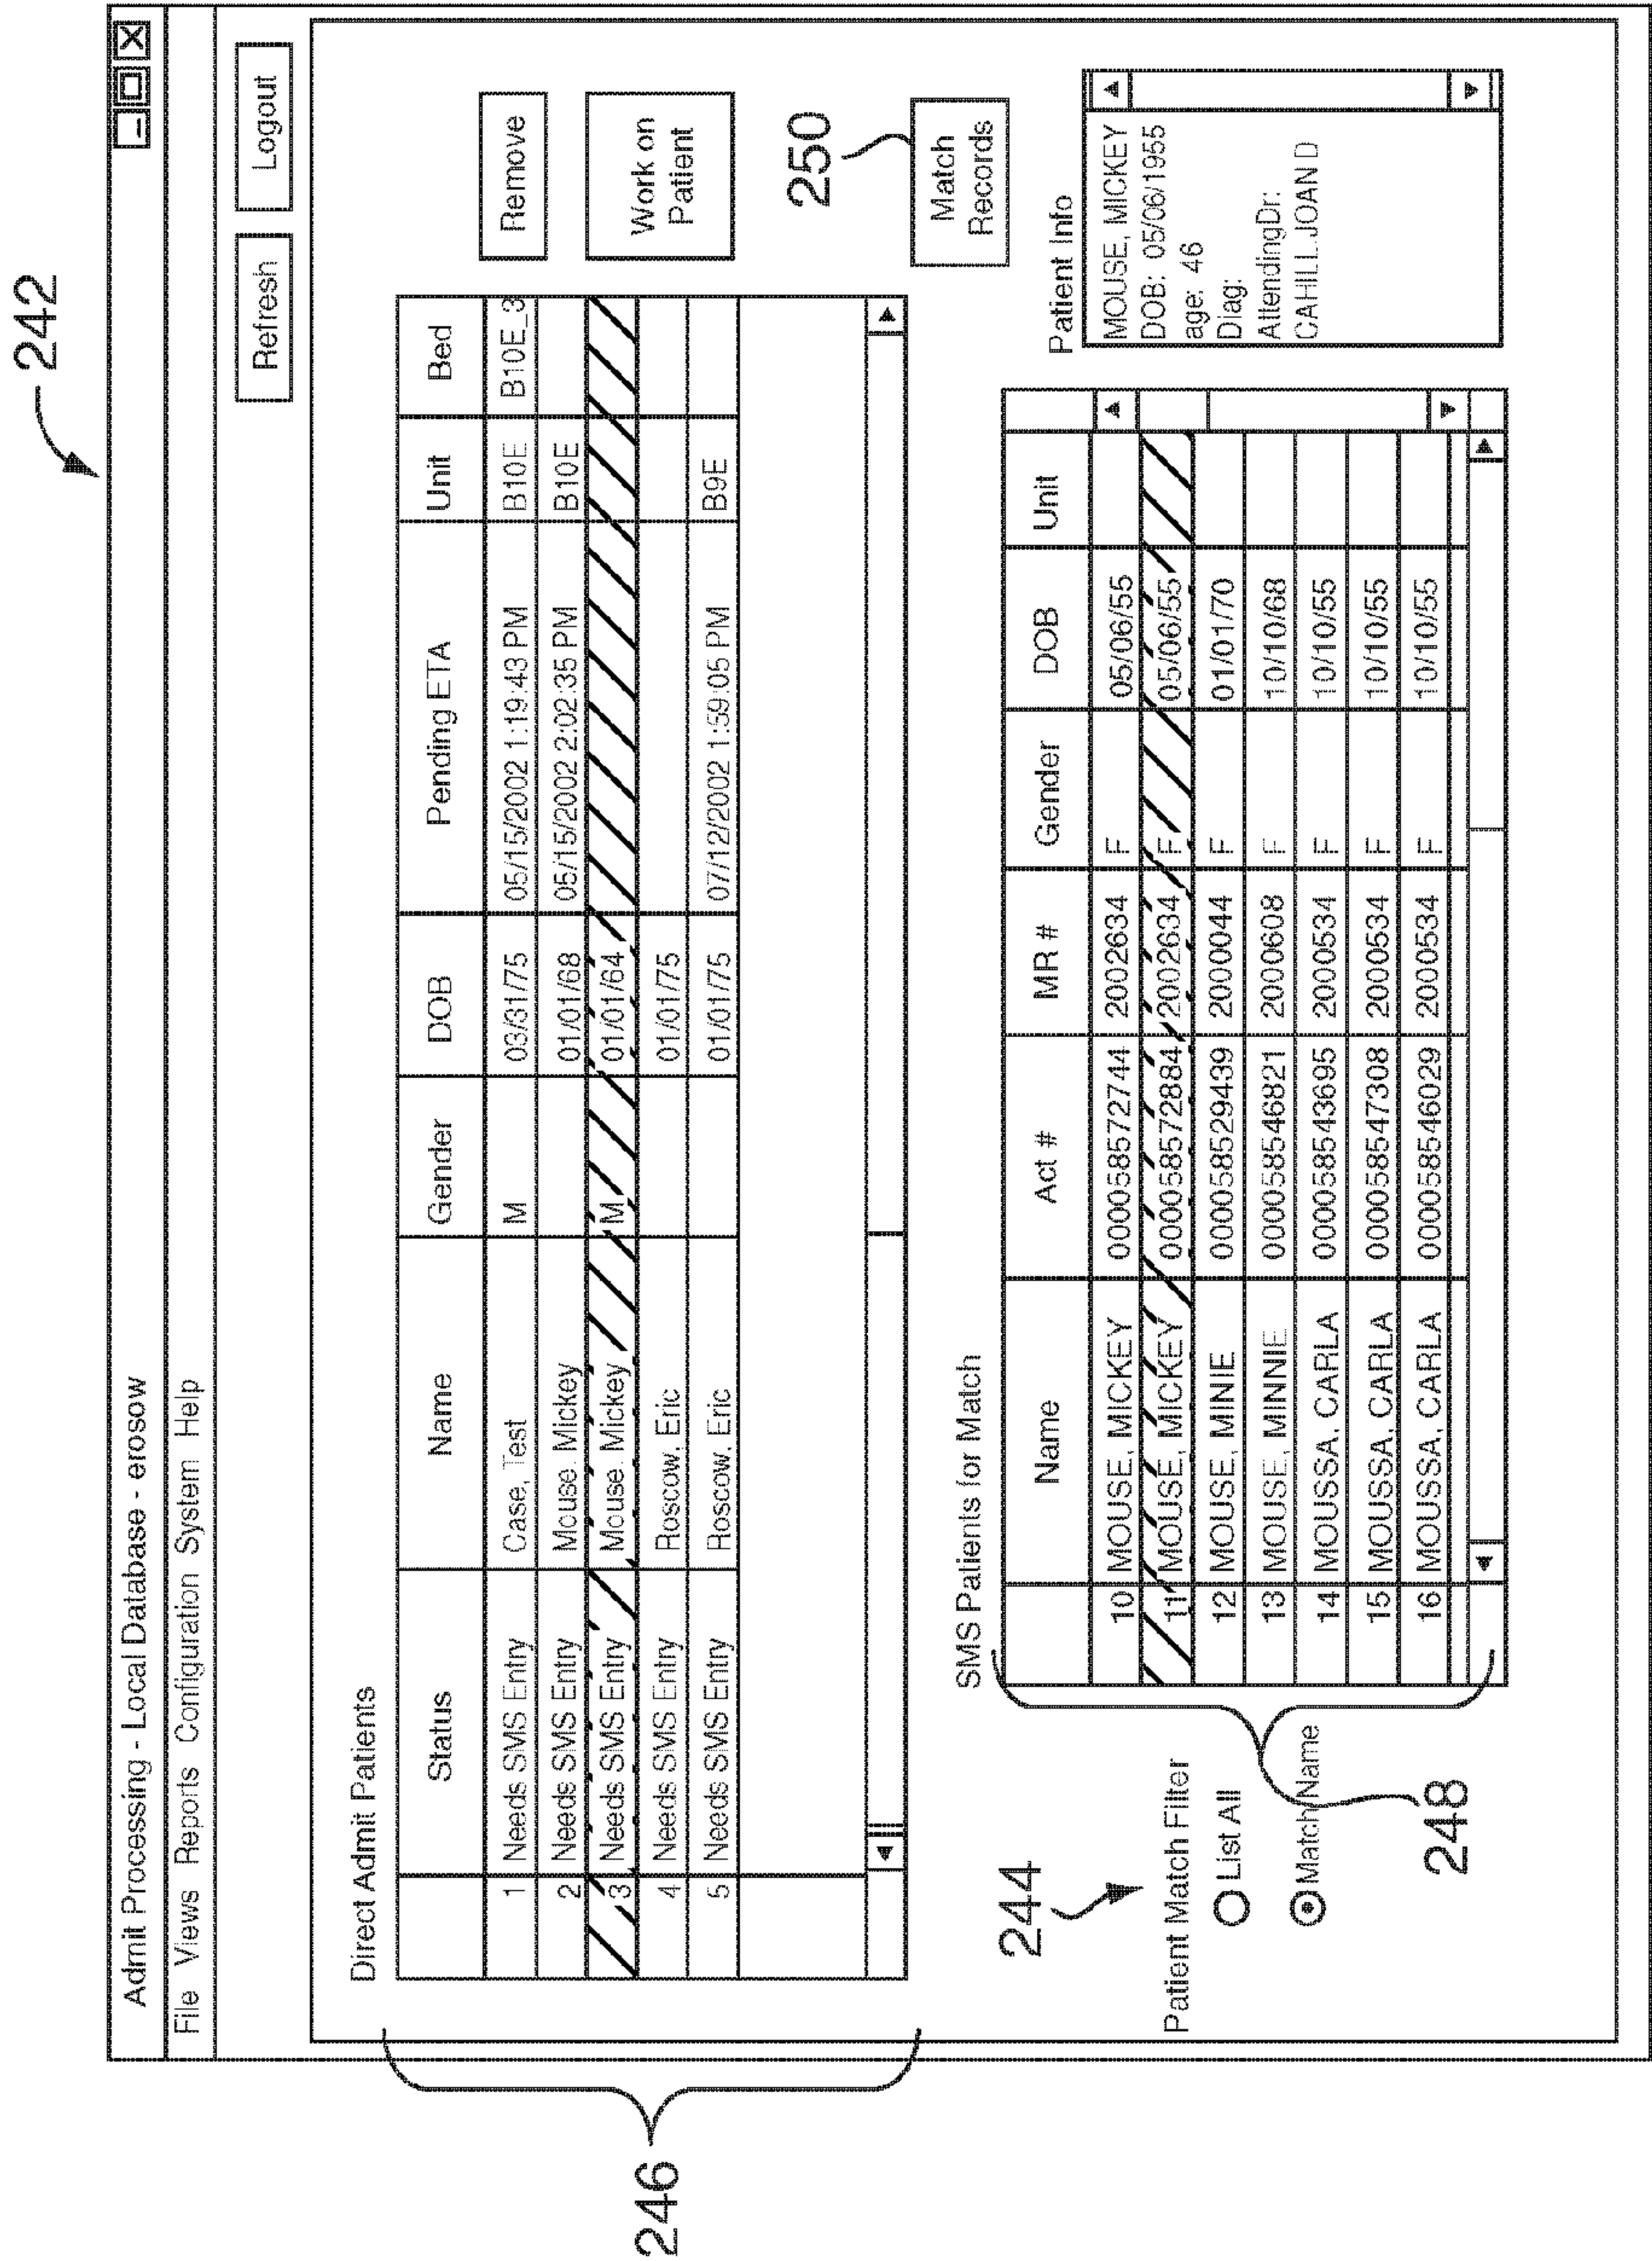 242
Admit Processing - Local Database - erosow
File Views Reports Configuration System Help
Refresh Logout
Direct Admit Patients
Status Name Gender DOB Pending ETA Unit Bed
1 Needs SMS Entry Case, Test M 03/31/75 05/15/2002 1:19:43 PM B10E B10E_3
2 Needs SMS Entry Mouse. Mickey 01/01/68 05/15/2002 2:02:35 PM B10E
3 Needs SMS Entry Mouse. Mickey M 01/01/64
4 Needs SMS Entry Roscow. Eric 01/01/75
5 Needs SMS Entry Roscow. Eric 01/01/75 07/12/2002 1:59:05 PM B9E
Remove
Work on
Patient
246
250
Match
Records
244
Patient Match Filter
List All
Match Name
248
SMS Patients for Match
Name Act # MR # Gender DOB Unit
10 MOUSE, MICKEY 000058572744 2002634 F 05/06/55
11 MOUSE, MICKEY 000058572884 2002634 F 05/06/55
12 MOUSE, MINIE 000058529439 2000044 F 01/01/70
13 MOUSE, MINNIE 000058546821 2000608 F 10/10/68
14 MOUSSA, CARLA 000058543695 2000534 F 10/10/55
15 MOUSSA, CARLA 000058547308 2000534 F 10/10/55
16 MOUSSA, CARLA 000058546029 2000534 F 10/10/55
Patient Info
MOUSE, MICKEY
DOB: 05/06/1955
age: 46
Diag:
AttendingDr:
CAHILL JOAN D